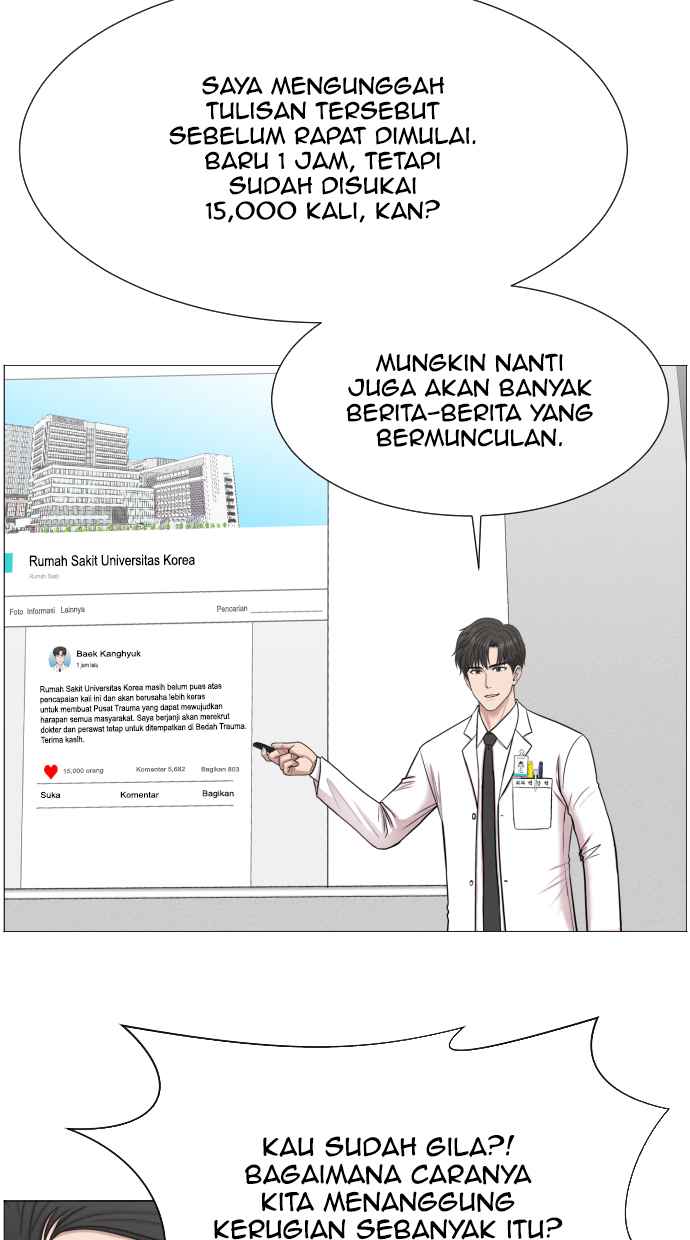 SAYA MENGUNGGAH
TULISAN TERSEBUT
SEBELUM RAPAT DIMULAI.
BARU 1 JAM, TETAPI
SUDAH DISUKAI
15,000 KALI, KAN?
MUNGKIN NANTI
JUGA AKAN BANYAK
BERITA-BERITA YANG
BERMUNCULAN.
Rumah Sakit Universitas Korea
Rumah Sakit
Foto Informasi Lainnya
Pencarian
Baek Kanghyuk
1 jam lalu
Rumah Sakit Universitas Korea masih belum puas atas
pencapaian kali ini dan akan berusaha lebih keras
untuk membuat Pusat Trauma yang dapat mewujudkan
harapan semua masyarakat. Saya berjanji akan merekrut
dokter dan perawat tetap untuk ditempatkan di Bedah Trauma.
Terima kasih.
15,000 orang Komentar 5,682 Bagikan 803
Suka Komentar Bagikan
KAU SUDAH GILA?!
BAGAIMANA CARANYA
KITA MENANGGUNG
KERUGIAN SEBANYAK ITU?